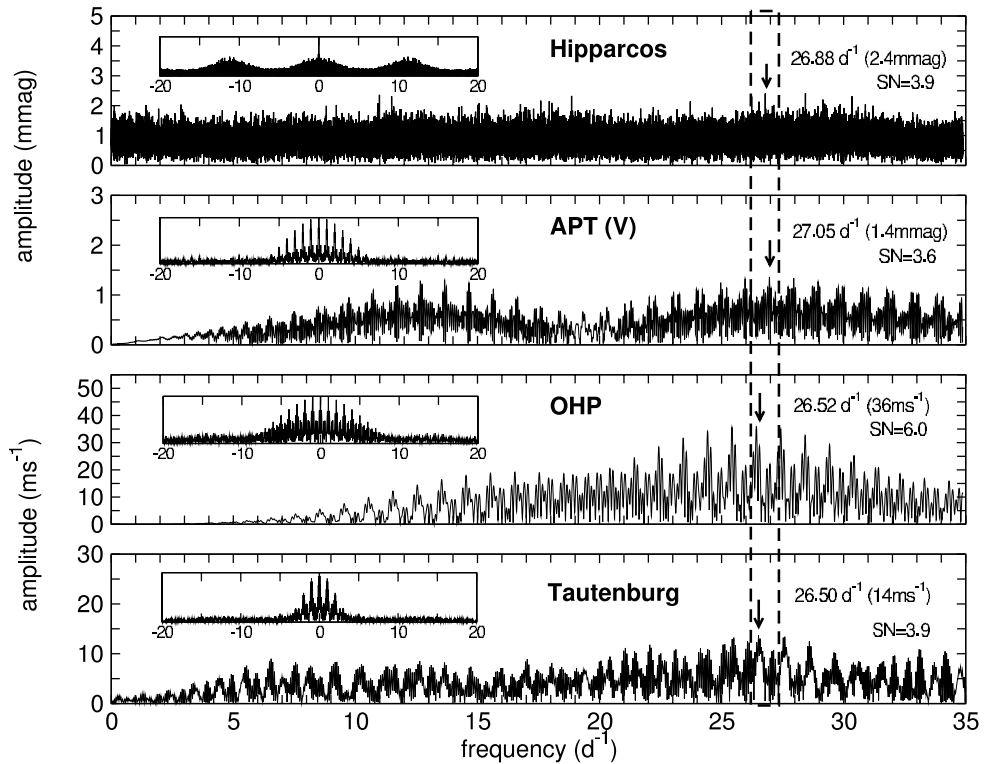 amplitude (mmag)
amplitude (ms⁻¹)
5
4
3
2
1
0
Hipparcos
26.88 d⁻¹ (2.4mmag)
SN=3.9
-20 -10 0 10 20
3
2
1
0
APT (V)
27.05 d⁻¹ (1.4mmag)
SN=3.6
-20 -10 0 10 20
50
40
30
20
10
0
OHP
26.52 d⁻¹ (36ms⁻¹)
SN=6.0
-20 -10 0 10 20
30
20
10
0
Tautenburg
26.50 d⁻¹ (14ms⁻¹)
SN=3.9
-20 -10 0 10 20
0 5 10 15 20 25 30 35
frequency (d⁻¹)